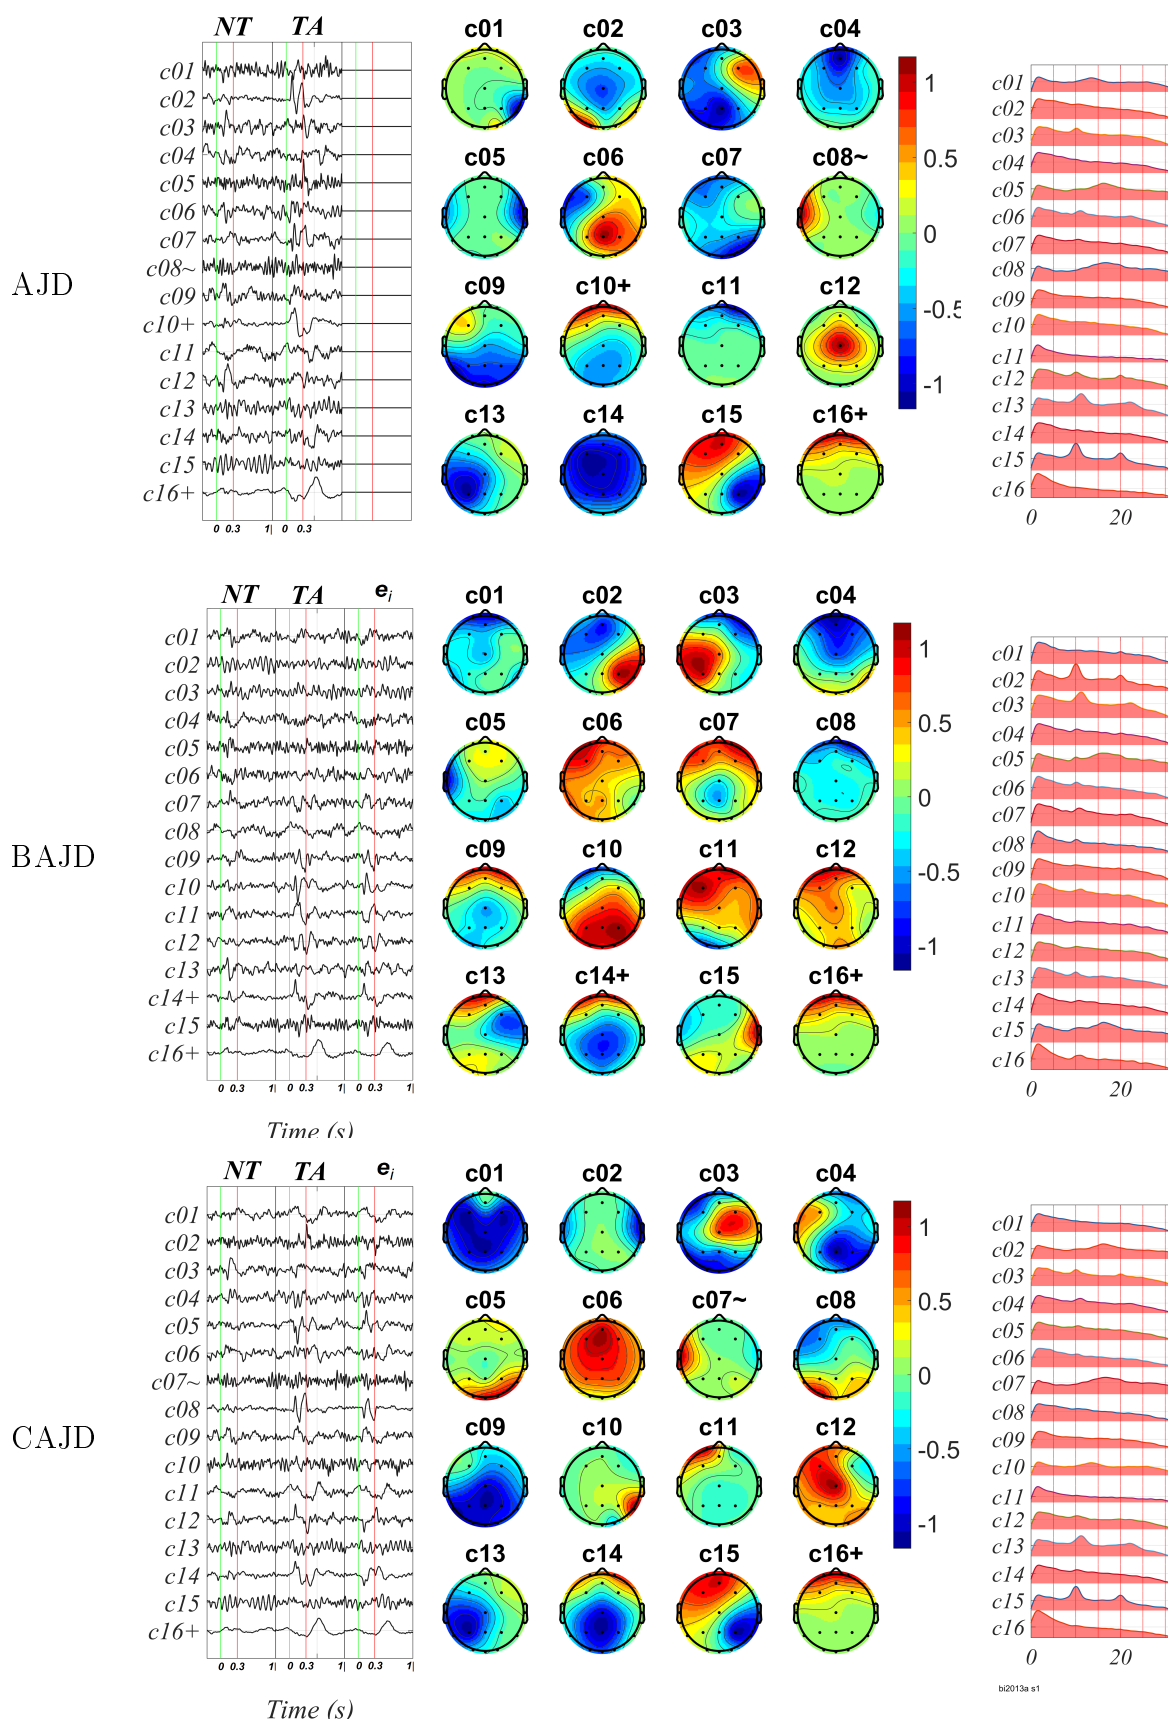 NT TA
c01
c02
c03
c04
c05
c06
c07
c08~
c09
c10+
c11
c12
c13
c14
c15
c16+
0 0.3 1| 0 0.3
AJD
c01 c02 c03 c04
c05 c06 c07 c08~
c09 c10+ c11 c12
c13 c14 c15 c16+
1
0.5
0
-0.5
-1
c01
c02
c03
c04
c05
c06
c07
c08
c09
c10
c11
c12
c13
c14
c15
c16
0 20
NT TA ei
c01
c02
c03
c04
c05
c06
c07
c08
c09
c10
c11
c12
c13
c14+
c15
c16+
0 0.3 1| 0 0.3 1| 0 0.3 1|
Time (s)
BAJD
c01 c02 c03 c04
c05 c06 c07 c08
c09 c10 c11 c12
c13 c14+ c15 c16+
1
0.5
0
-0.5
-1
c01
c02
c03
c04
c05
c06
c07
c08
c09
c10
c11
c12
c13
c14
c15
c16
0 20
NT TA ei
c01
c02
c03
c04
c05
c06
c07~
c08
c09
c10
c11
c12
c13
c14
c15
c16+
0 0.3 1| 0 0.3 1| 0 0.3 1|
Time (s)
CAJD
c01 c02 c03 c04
c05 c06 c07~ c08
c09 c10 c11 c12
c13 c14 c15 c16+
1
0.5
0
-0.5
-1
c01
c02
c03
c04
c05
c06
c07
c08
c09
c10
c11
c12
c13
c14
c15
c16
0 20
bi2013a s1